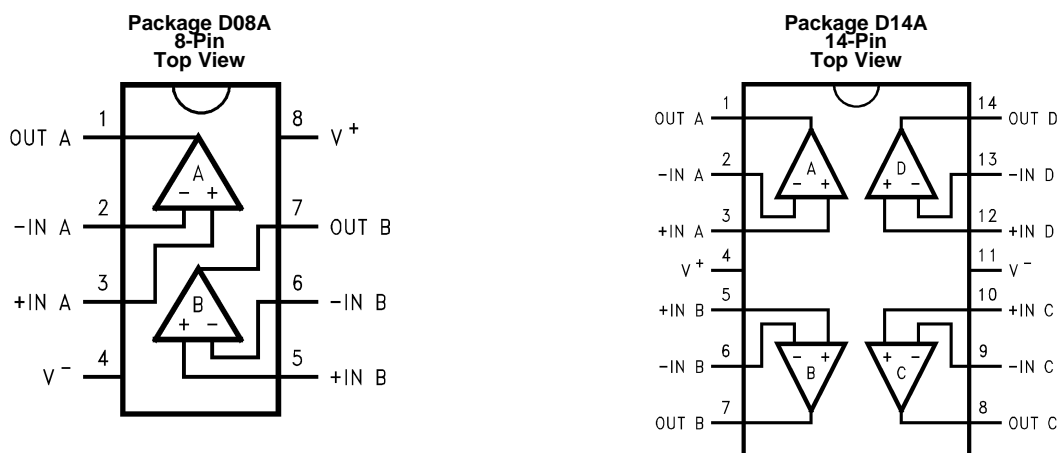 Package D08A
8-Pin
Top View
1
OUT A
8
V+
A
- +
2
-IN A
7
OUT B
3
+IN A
6
-IN B
B
+ -
4
V-
5
+IN B
Package D14A
14-Pin
Top View
1
OUT A
14
OUT D
2
-IN A
13
-IN D
A
- +
D
+ -
3
+IN A
12
+IN D
4
V+
11
V-
5
+IN B
10
+IN C
- +
B
+ -
C
6
-IN B
9
-IN C
7
OUT B
8
OUT C